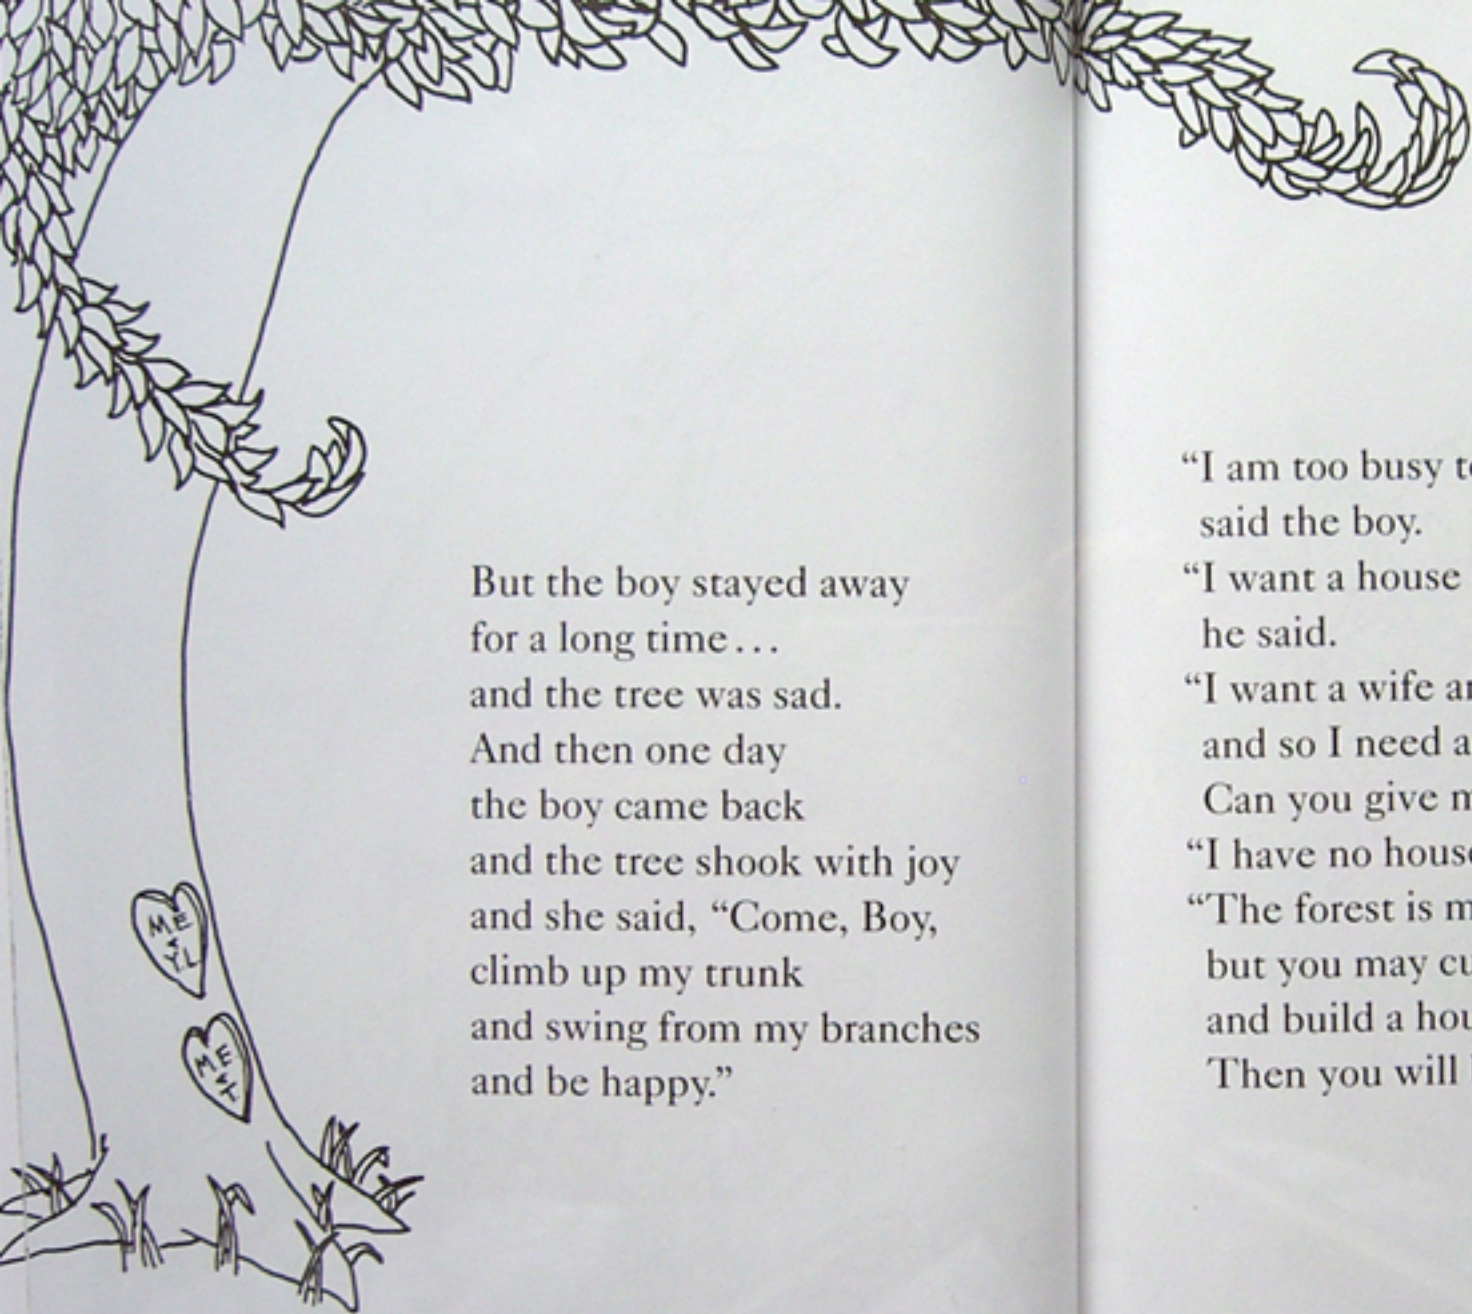 ME
+
YL
ME
+
T
But the boy stayed away
for a long time...
and the tree was sad.
And then one day
the boy came back
and the tree shook with joy
and she said, “Come, Boy,
climb up my trunk
and swing from my branches
and be happy.”
“I am too busy
said the boy.
“I want a house
he said.
“I want a wife
and so I need a
Can you give
“I have no
“The forest is
but you may
and build a
Then you will